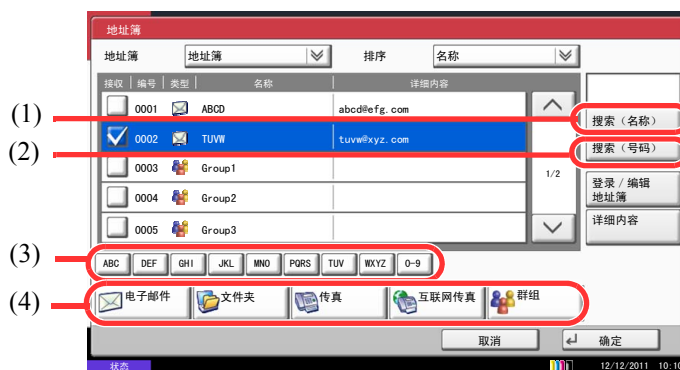 地址簿
地址簿 地址簿 排序 名称
接收 编号 类型 名称 详细内容
(1) 0001 ABCD abcd@efg.com 搜索（名称）
(2) 0002 TUVW tuvw@xyz.com 搜索（号码）
0003 Group1 1/2
0004 Group2 登录/编辑
地址簿
0005 Group3 详细内容
(3) ABC DEF GHI JKL MNO PQRS TUV WXYZ 0-9
(4) 电子邮件 文件夹 传真 互联网传真 群组
取消 确定
状态 12/12/2011 10:10